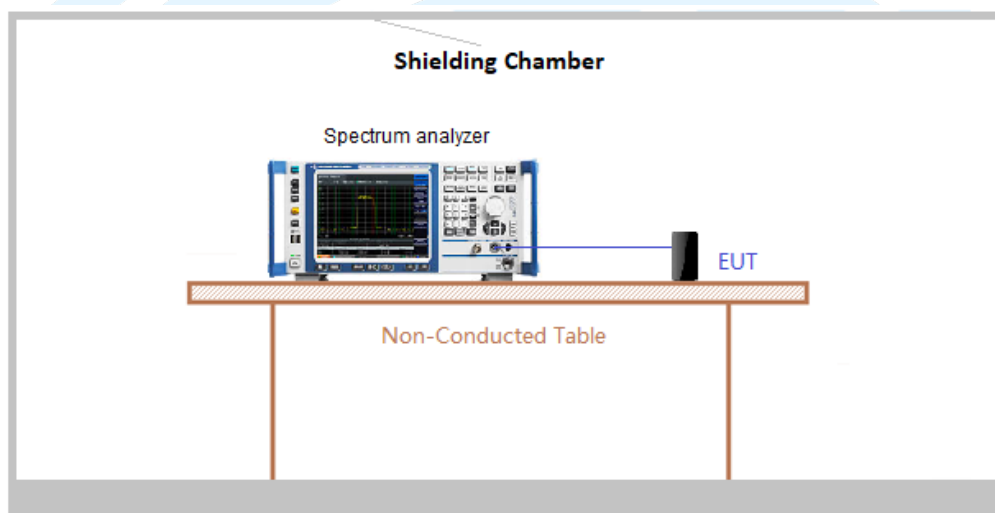 Shielding Chamber
Spectrum analyzer
EUT
Non-Conducted Table